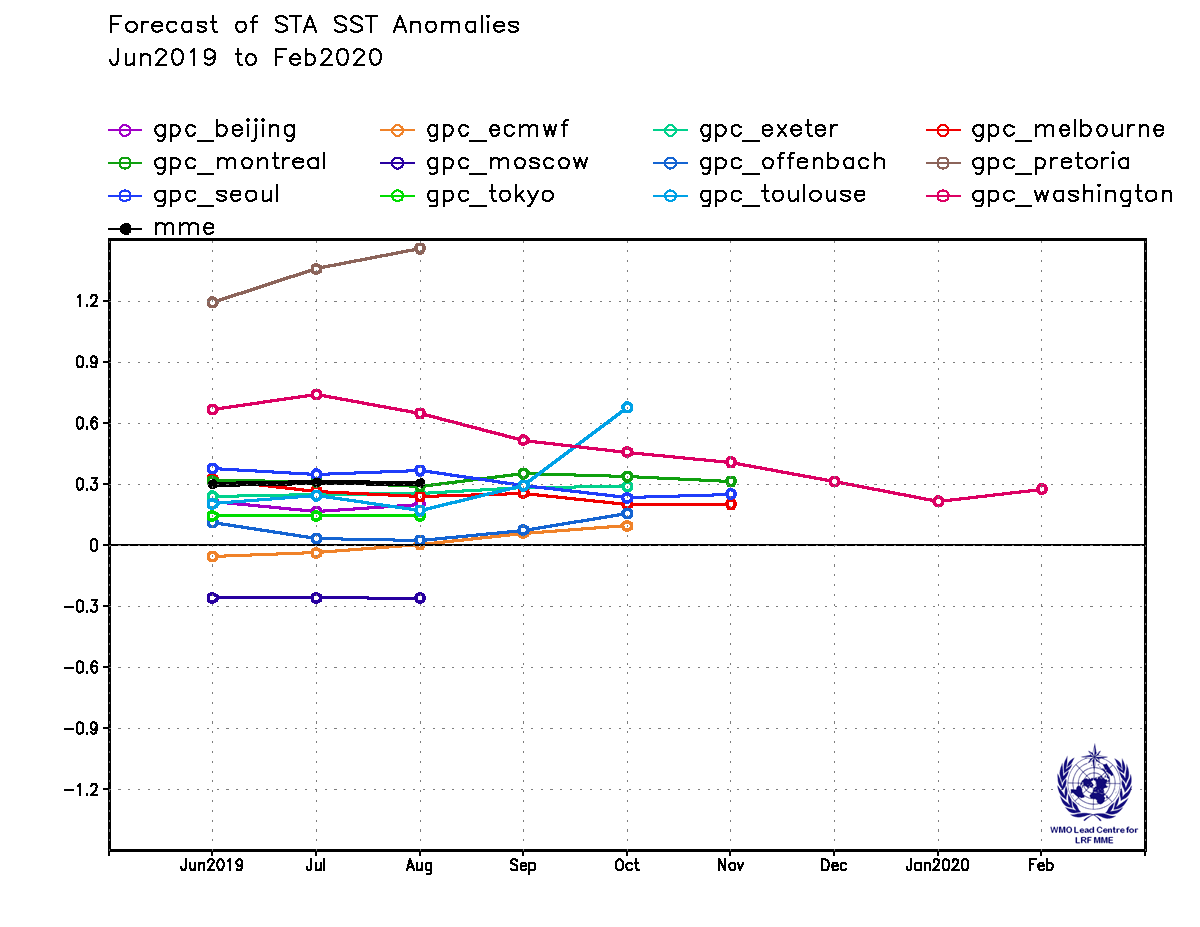 Forecast of STA SST Anomalies
Jun2019 to Feb2020
gpc_beijing gpc_ecmwf gpc_exeter gpc_melbourne
gpc_montreal gpc_moscow gpc_offenbach gpc_pretoria
gpc_seoul gpc_tokyo gpc_toulouse gpc_washington
mme
1.2
0.9
0.6
0.3
0
−0.3
−0.6
−0.9
−1.2
WMO Lead Centre for
LRF MME
Jun2019 Jul Aug Sep Oct Nov Dec Jan2020 Feb